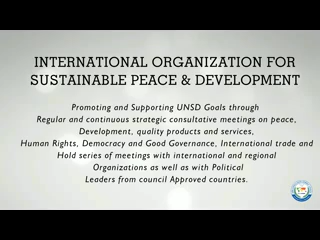 INTERNATIONAL ORGANIZATION FOR
SUSTAINABLE PEACE & DEVELOPMENT
Promoting and Supporting UNSD Goals through
Regular and continuous strategic consultative meetings on peace,
Development, quality products and services,
Human Rights, Democracy and Good Governance, International trade and
Hold series of meetings with international and regional
Organizations as well as with Political
Leaders from council Approved countries.